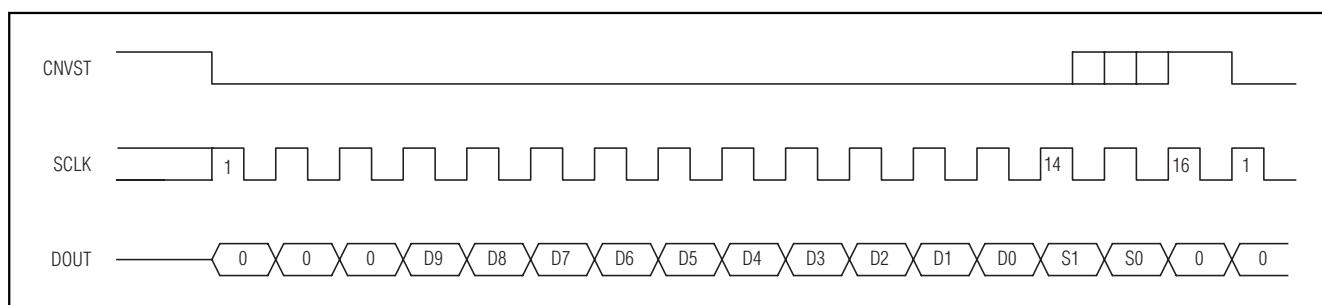 CNVST
SCLK 1 14 16 1
DOUT 0 0 0 D9 D8 D7 D6 D5 D4 D3 D2 D1 D0 S1 S0 0 0